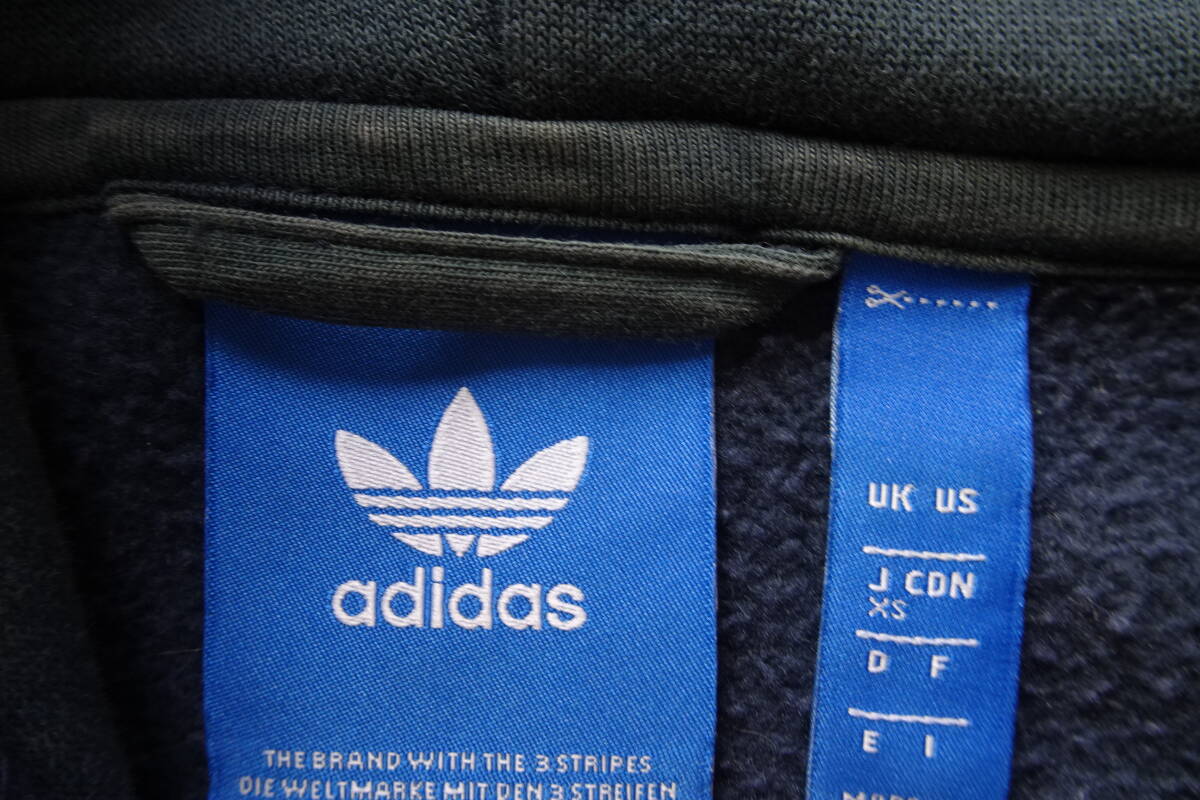 adidas
THE BRAND WITH THE 3 STRIPES
DIE WELTMARKE MIT DEN 3 STREIFEN
UK US
J CDN
XS
D F
E I